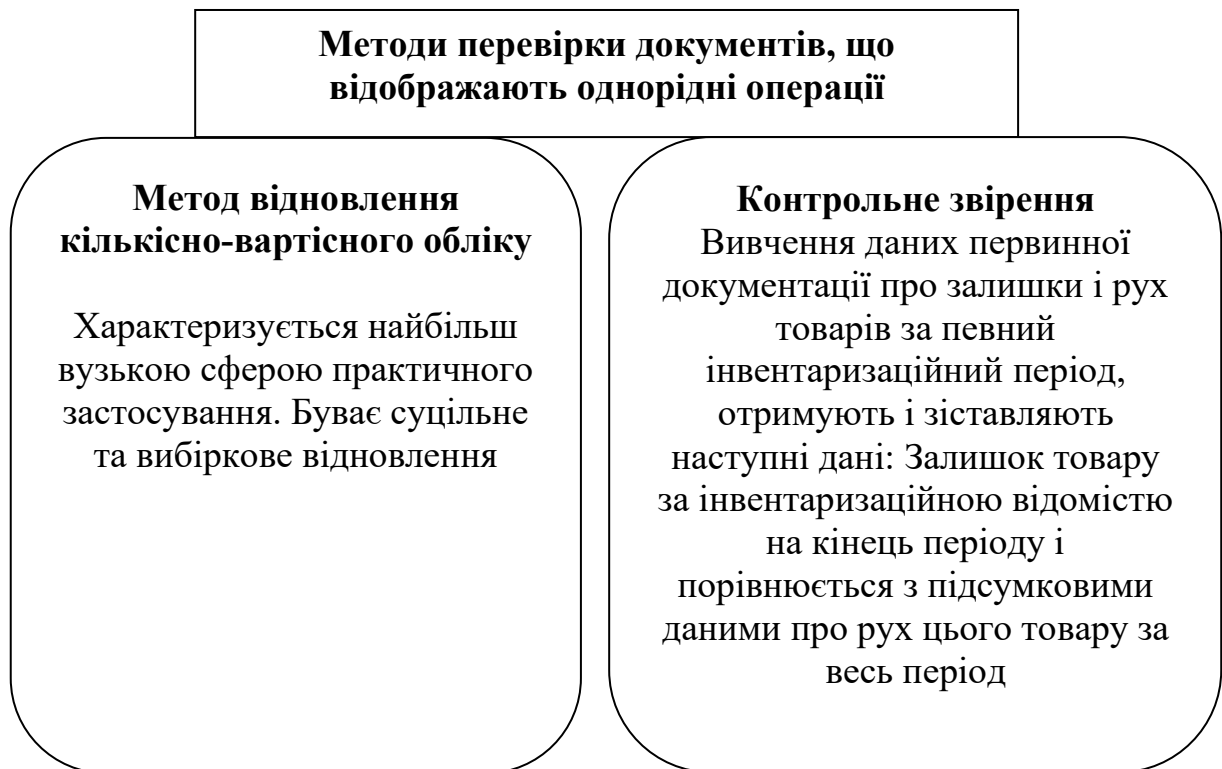 Методи перевірки документів, що
відображають однорідні операції
Метод відновлення
кількісно-вартісного обліку
Характеризується найбільш
вузькою сферою практичного
застосування. Буває суцільне
та вибіркове відновлення
Контрольне звірення
Вивчення даних первинної
документації про залишки і рух
товарів за певний
інвентаризаційний період,
отримують і зіставляють
наступні дані: Залишок товару
за інвентаризаційною відомістю
на кінець періоду і
порівнюється з підсумковими
даними про рух цього товару за
весь період